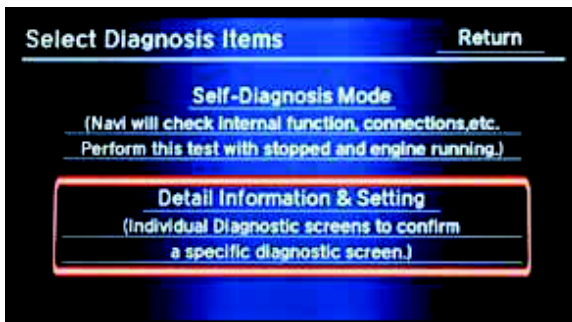 Select Diagnosis Items
Return
Self-Diagnosis Mode
(Navi will check internal function, connections,etc.
Perform this test with stopped and engine running.)
Detail Information & Setting
(Individual Diagnostic screens to confirm
a specific diagnostic screen.)